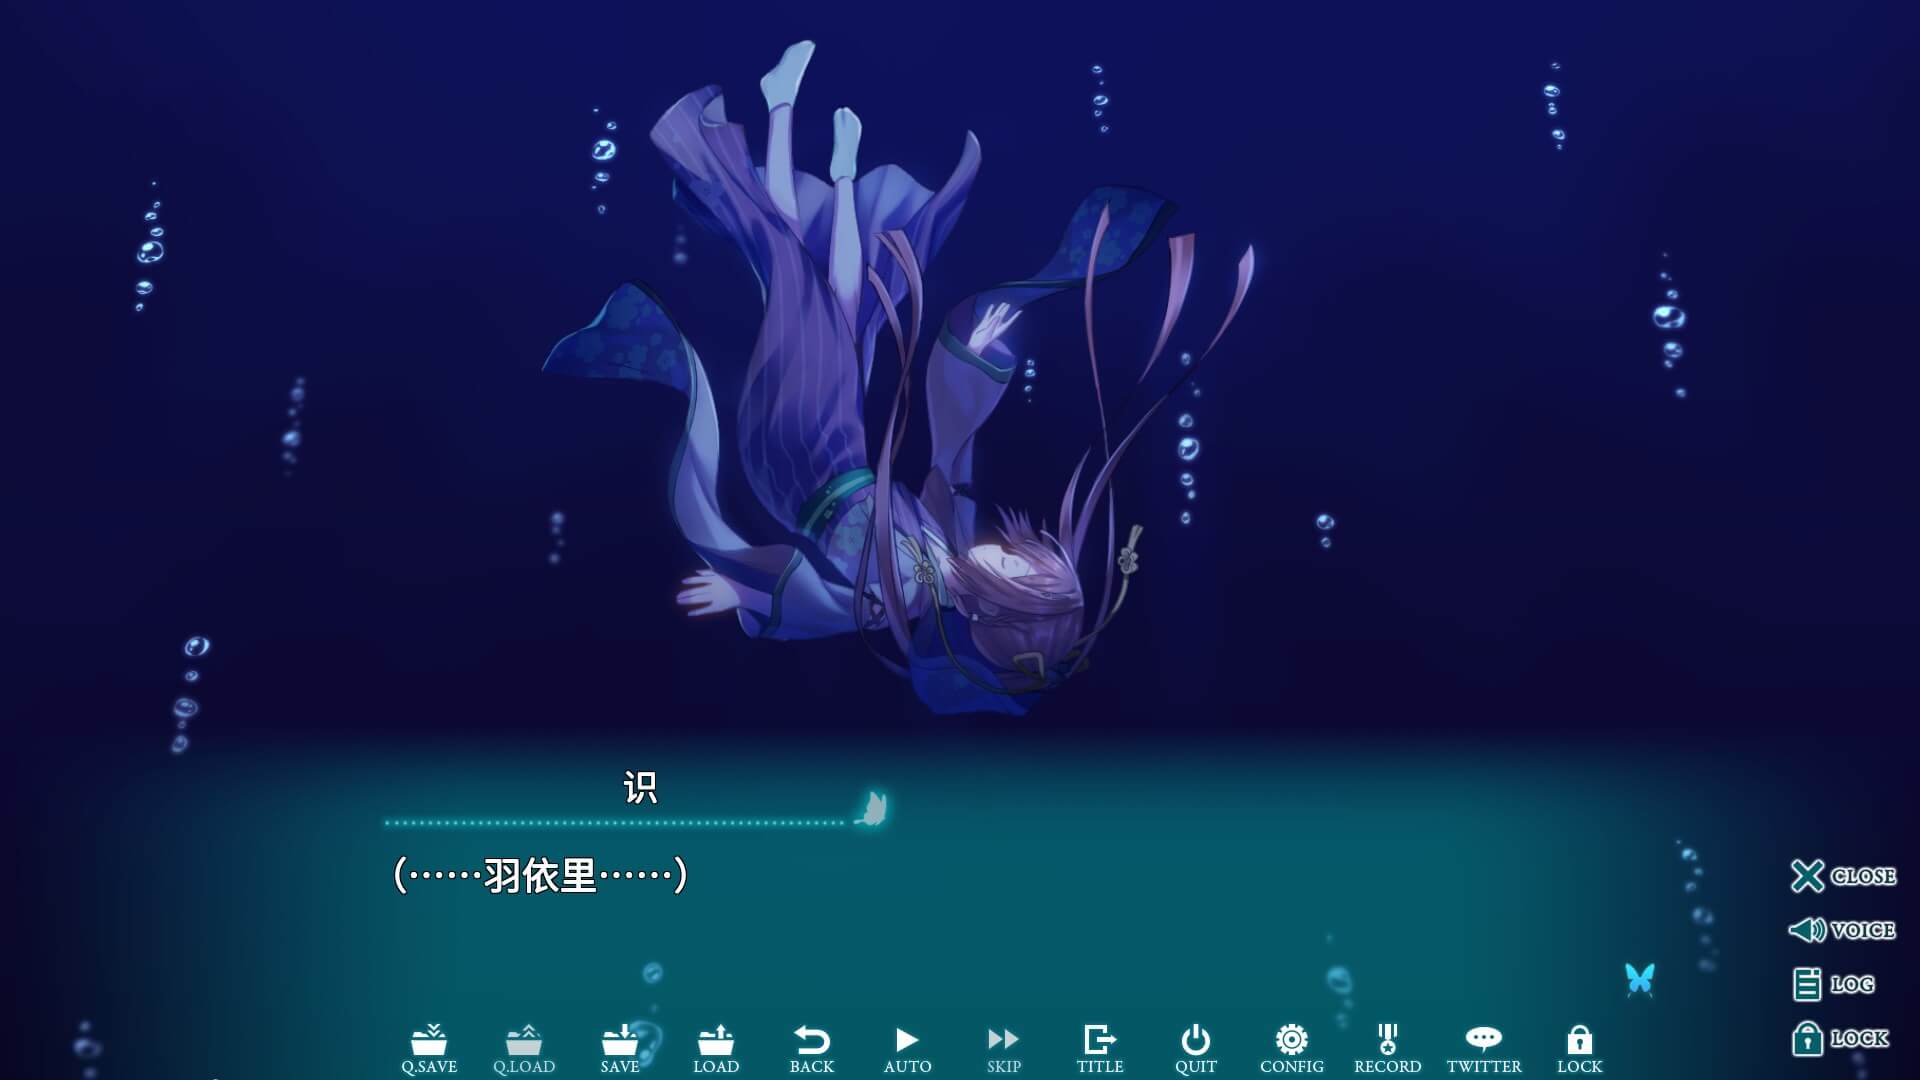 识
(……羽依里……)
CLOSE
VOICE
LOG
LOCK
Q.SAVE Q.LOAD SAVE LOAD BACK AUTO SKIP TITLE QUIT CONFIG RECORD TWITTER LOCK